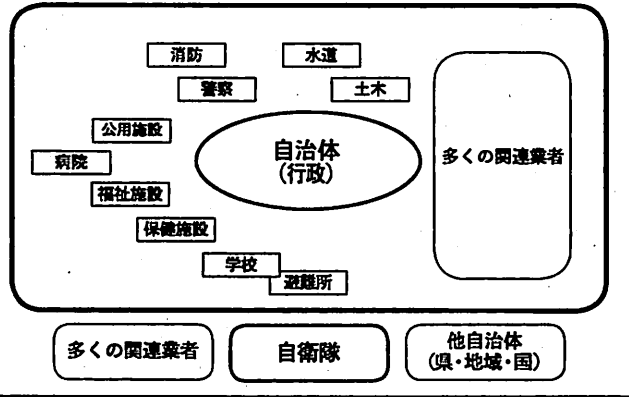 消防
水道
警察
土木
公用施設
自治体
(行政)
多くの関連業者
病院
福祉施設
保健施設
学校
避難所
多くの関連業者
自衛隊
他自治体
(県・地域・国)